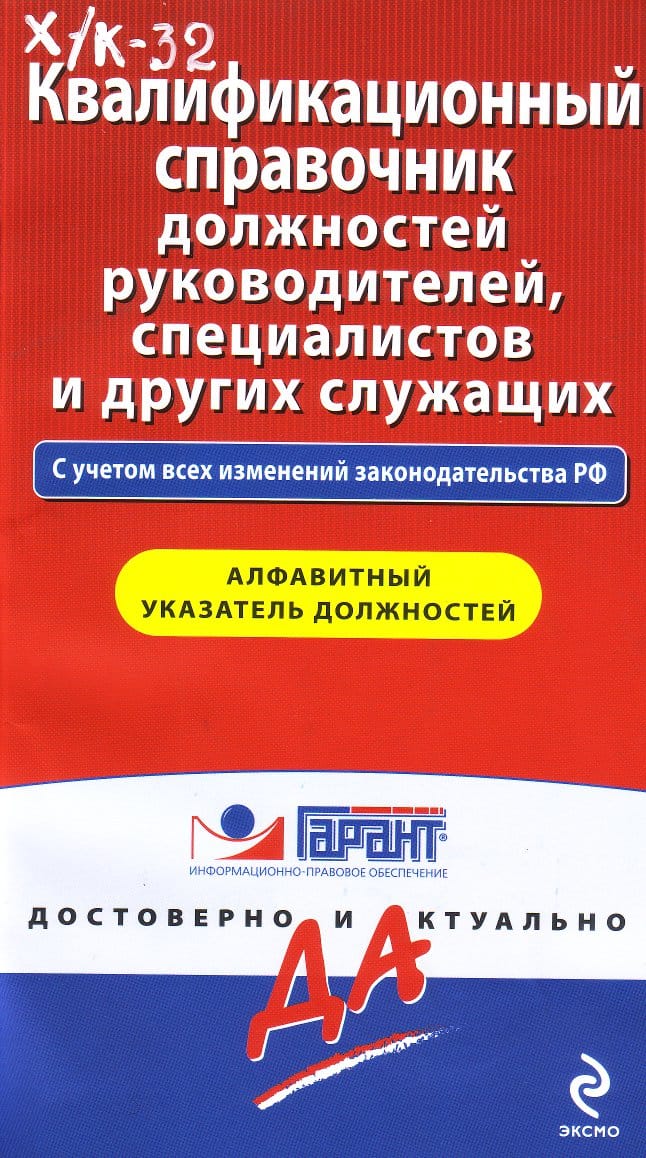 Х/К-32
Квалификационный
справочник
должностей
руководителей,
специалистов
и других служащих
С учетом всех изменений законодательства РФ
АЛФАВИТНЫЙ
УКАЗАТЕЛЬ ДОЛЖНОСТЕЙ
ГАРАНТ®
ИНФОРМАЦИОННО-ПРАВОВОЕ ОБЕСПЕЧЕНИЕ
ДОСТОВЕРНО И АКТУАЛЬНО
ДА
ЭКСМО